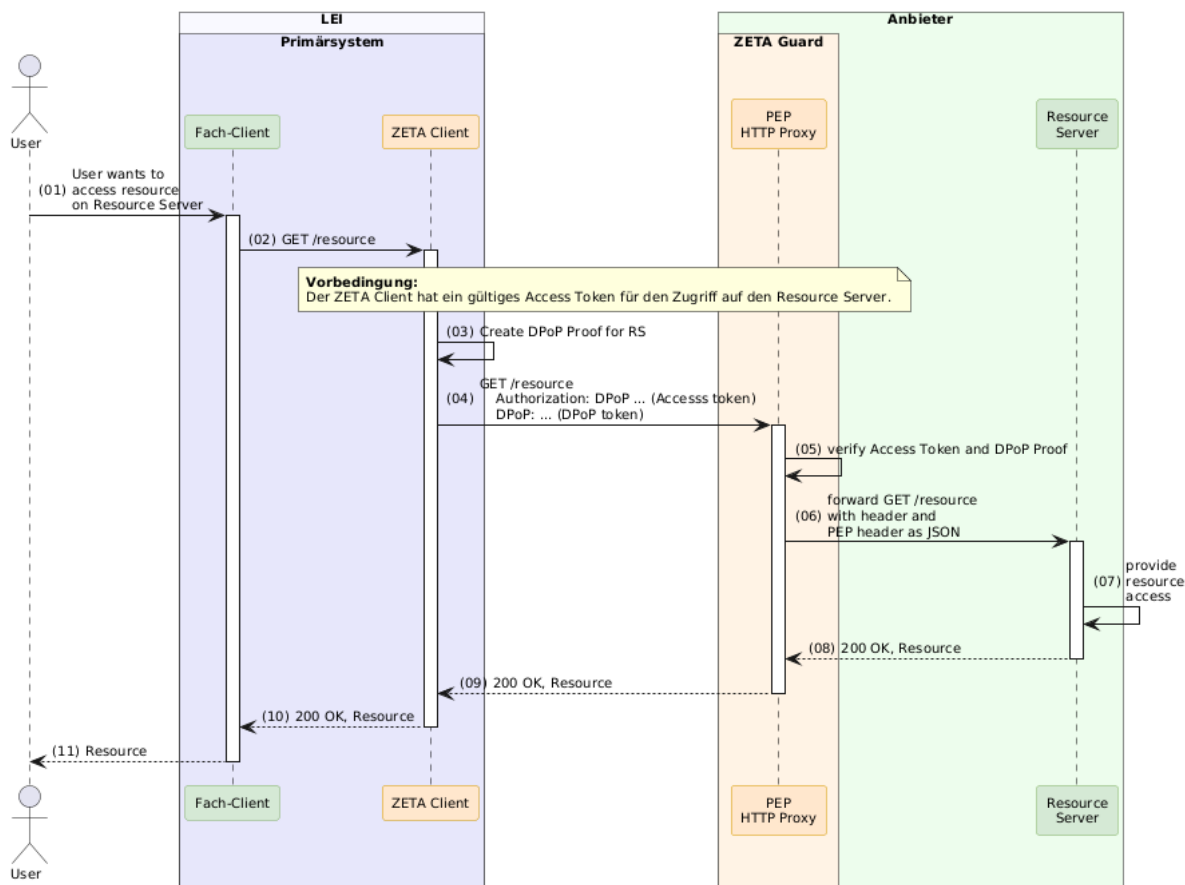 LEI
Anbieter
Primärsystem
ZETA Guard
User
Fach-Client
ZETA Client
PEP
HTTP Proxy
Resource
Server
User wants to
(01) access resource
on Resource Server
(02) GET /resource
Vorbedingung:
Der ZETA Client hat ein gültiges Access Token für den Zugriff auf den Resource Server.
(03) Create DPoP Proof for RS
GET /resource
(04) Authorization: DPoP ... (Accesss token)
DPoP: ... (DPoP token)
(05) verify Access Token and DPoP Proof
forward GET /resource
(06) with header and
PEP header as JSON
provide
(07) resource
access
(08) 200 OK, Resource
(09) 200 OK, Resource
(10) 200 OK, Resource
(11) Resource
User
Fach-Client
ZETA Client
PEP
HTTP Proxy
Resource
Server